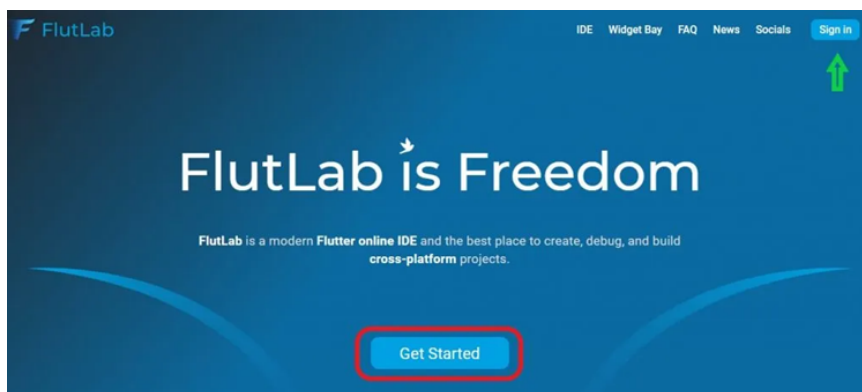 FlutLab
IDE Widget Bay FAQ News Socials Sign in
FlutLab is Freedom
FlutLab is a modern Flutter online IDE and the best place to create, debug, and build
cross-platform projects.
Get Started